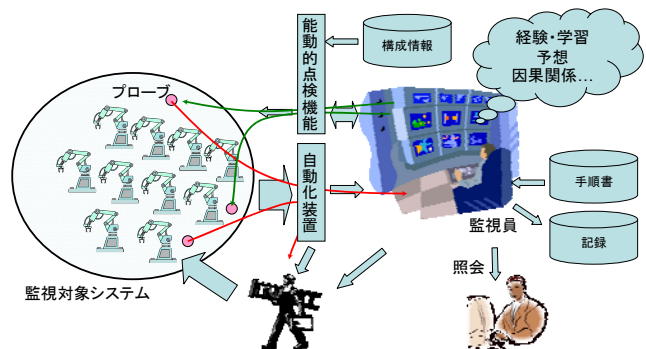 能動的点検機能
構成情報
経験・学習
予想
因果関係…
プローブ
自動化装置
手順書
監視員
記録
照会
監視対象システム